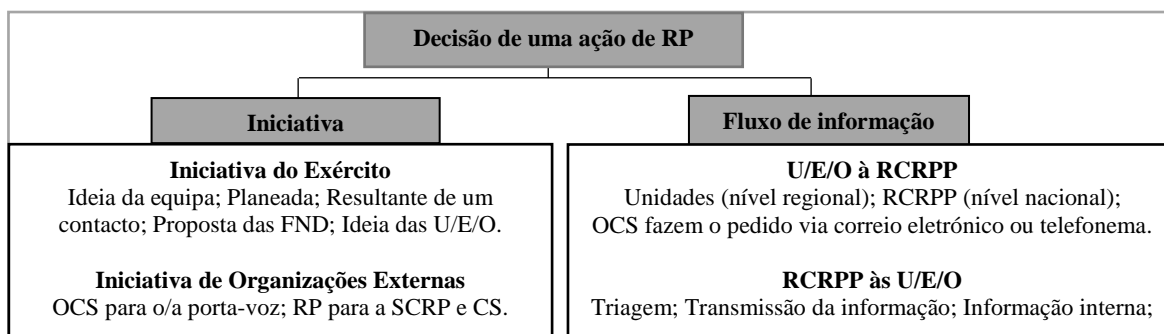 Decisão de uma ação de RP
Iniciativa
Iniciativa do Exército
Ideia da equipa; Planeada; Resultante de um
contacto; Proposta das FND; Ideia das U/E/O.
Iniciativa de Organizações Externas
OCS para o/a porta-voz; RP para a SCRP e CS.
Fluxo de informação
U/E/O à RCRPP
Unidades (nível regional); RCRPP (nível nacional);
OCS fazem o pedido via correio eletrónico ou telefonema.
RCRPP às U/E/O
Triagem; Transmissão da informação; Informação interna;